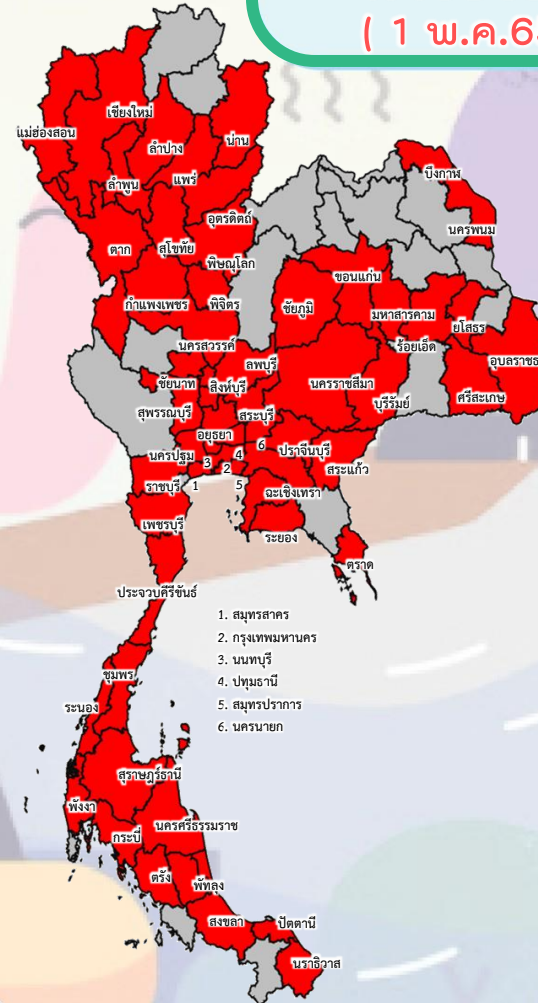 ( 1 พ.ค.6
เชียงใหม่
แม่ฮ่องสอน
น่าน
ลำปาง
แพร่
ลำพูน
บึงกาฬ
อุตรดิตถ์
นครพนม
ตาก
สุโขทัย
พิษณุโลก
ขอนแก่น
กำแพงเพชร
พิจิตร
ชัยภูมิ
มหาสารคาม
ยโสธร
นครสวรรค์
ร้อยเอ็ด
ลพบุรี
อุบลราชธ
ชัยนาท
สิงห์บุรี
นครราชสีมา
ศรีสะเกษ
สุพรรณบุรี
สระบุรี
บุรีรัมย์
อยุธยา
6
ปราจีนบุรี
นครปฐม
3
4
2
สระแก้ว
ราชบุรี
1
5
ฉะเชิงเทรา
เพชรบุรี
ระยอง
ตราด
ประจวบคีรีขันธ์
1. สมุทรสาคร
2. กรุงเทพมหานคร
3. นนทบุรี
4. ปทุมธานี
5. สมุทรปราการ
6. นครนายก
ชุมพร
ระนอง
สุราษฎร์ธานี
พังงา
นครศรีธรรมราช
กระบี่
ตรัง
พัทลุง
สงขลา
ปัตตานี
นราธิวาส